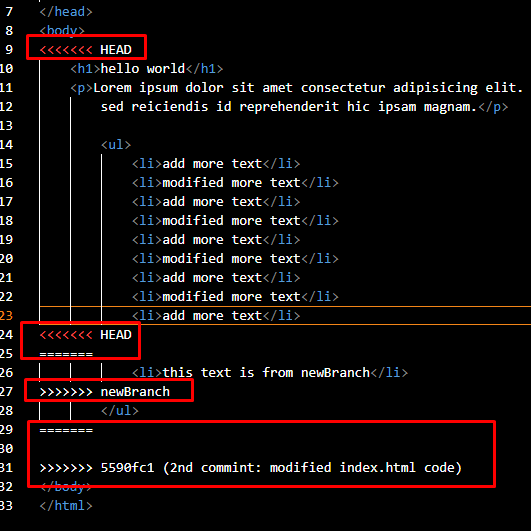 7 </head>
8 <body>
9 <<<<<<< HEAD
10 <h1>hello world</h1>
11 <p>Lorem ipsum dolor sit amet consectetur adipisicing elit.
12 sed reiciendis id reprehenderit hic ipsam magnam.</p>
13
14 <ul>
15 <li>add more text</li>
16 <li>modified more text</li>
17 <li>add more text</li>
18 <li>modified more text</li>
19 <li>add more text</li>
20 <li>modified more text</li>
21 <li>add more text</li>
22 <li>modified more text</li>
23 <li>add more text</li>
24 <<<<<<< HEAD
25 =======
26 <li>this text is from newBranch</li>
27 >>>>>>> newBranch
28 </ul>
29 =======
30
31 >>>>>>> 5590fc1 (2nd commint: modified index.html code)
32 </body>
33 </html>